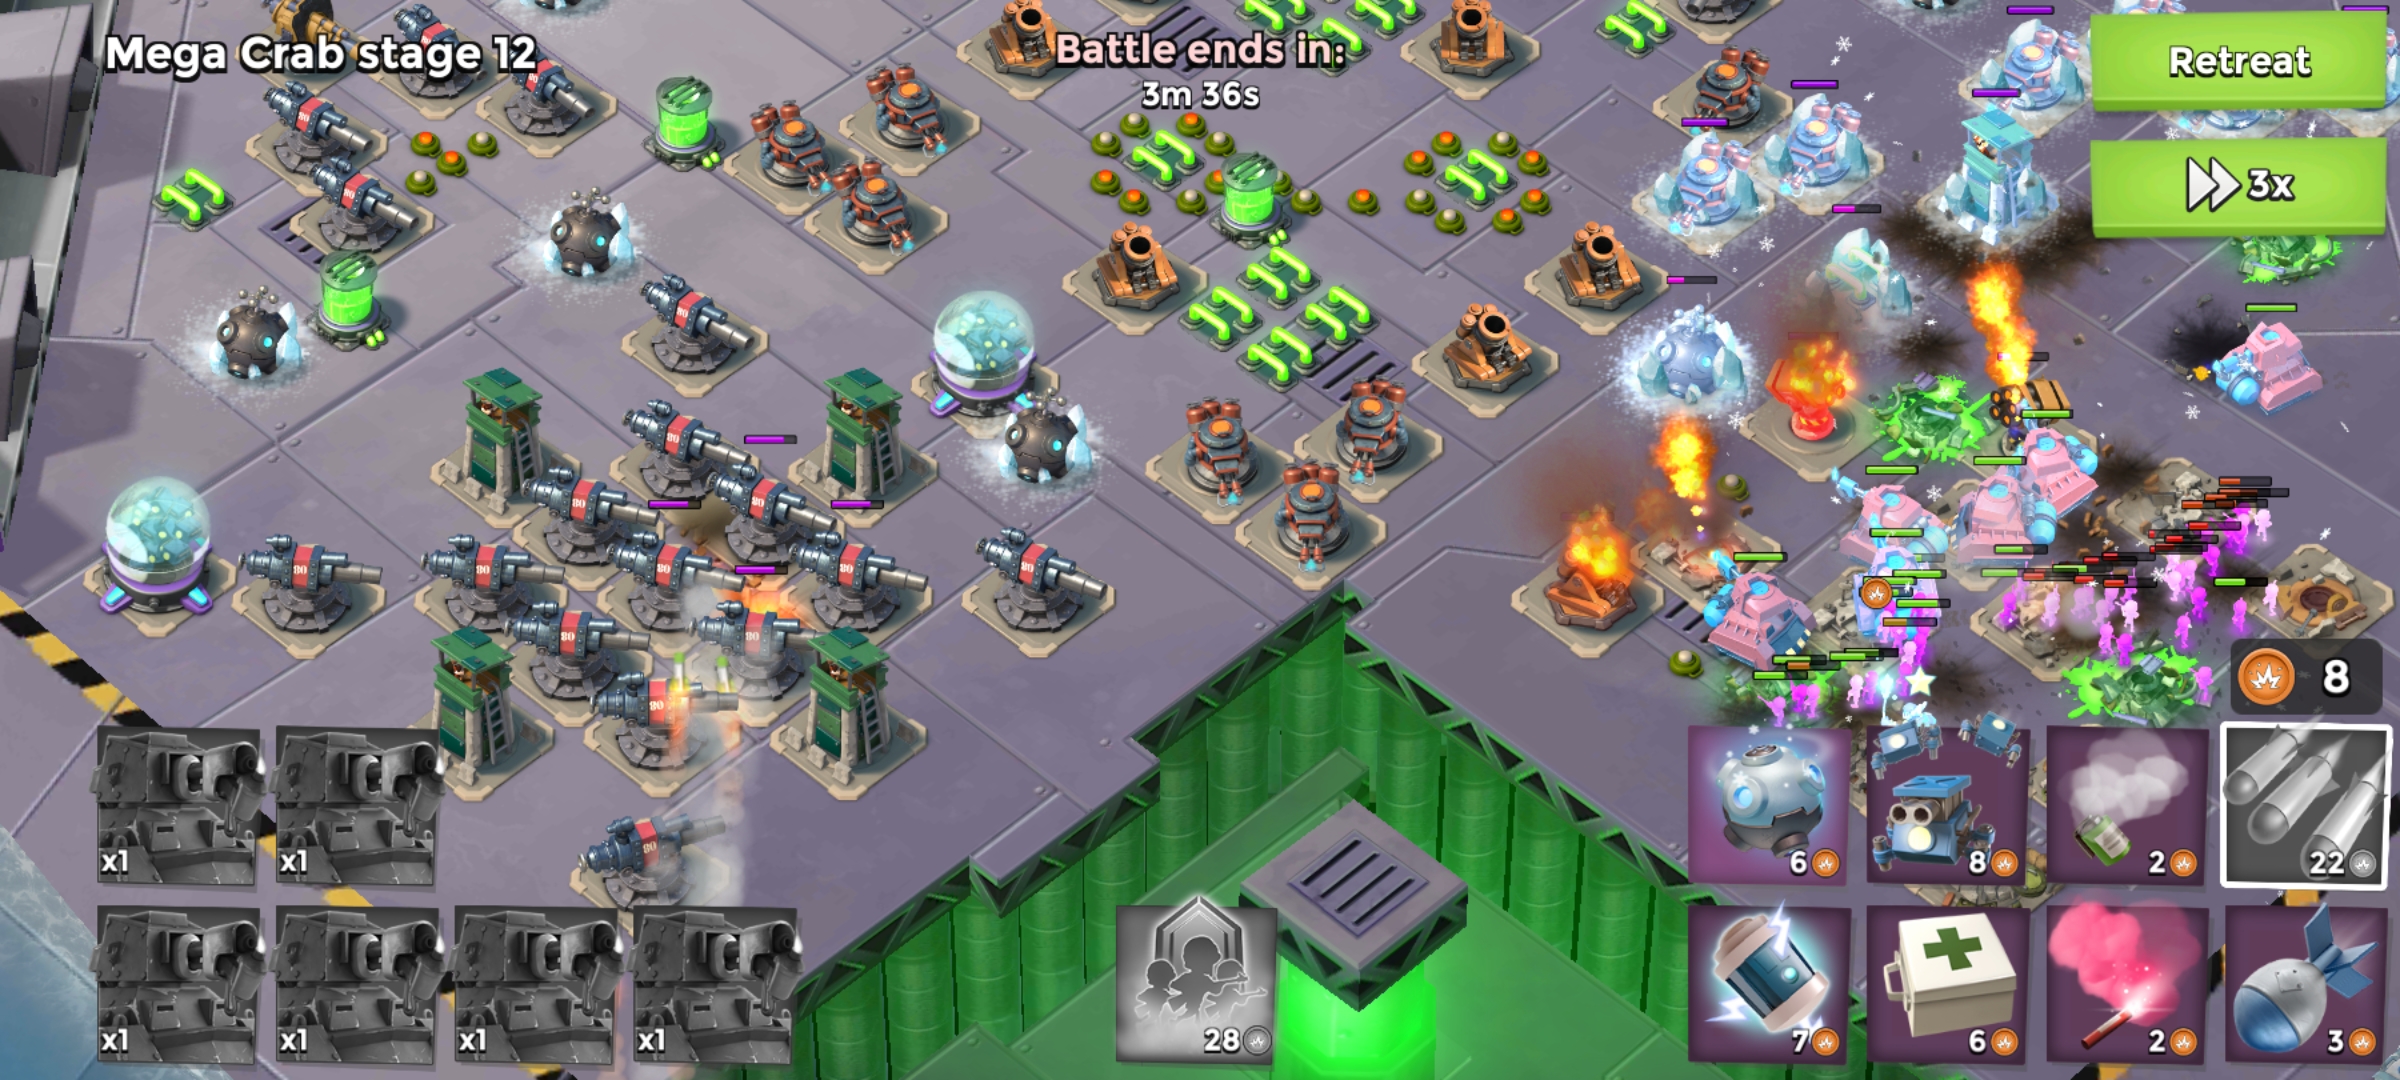 Mega Crab stage 12
Battle ends in:
3m 36s
Retreat
3x
8
x1
x1
6
8
2
22
x1
x1
x1
x1
28
7
6
2
3